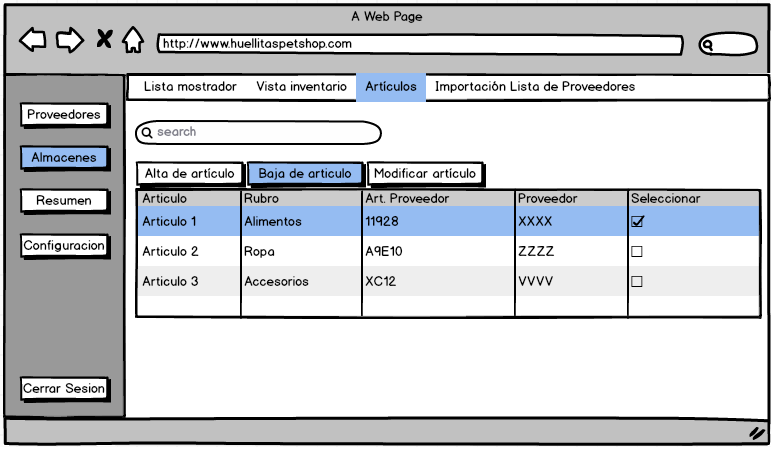 A Web Page
http://www.huellitaspetshop.com
Lista mostrador Vista inventario Artículos Importación Lista de Proveedores
Proveedores
Almacenes
Resumen
Configuracion
Cerrar Sesion
search
Alta de artículo Baja de articulo Modificar artículo
Articulo Rubro Art. Proveedor Proveedor Seleccionar
Articulo 1 Alimentos 11928 XXXX
Articulo 2 Ropa A9E10 ZZZZ
Articulo 3 Accesorios XC12 VVVV